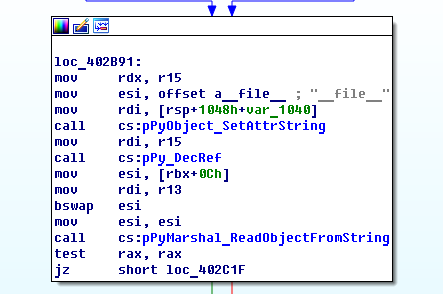 loc_402B91:
mov rdx, r15
mov esi, offset a__file__ ; "__file__"
mov rdi, [rsp+1048h+var_1040]
call cs:pPyObject_SetAttrString
mov rdi, r15
call cs:pPy_DecRef
mov esi, [rbx+0Ch]
mov rdi, r13
bswap esi
mov esi, esi
call cs:pPyMarshal_ReadObjectFromString
test rax, rax
jz short loc_402C1F